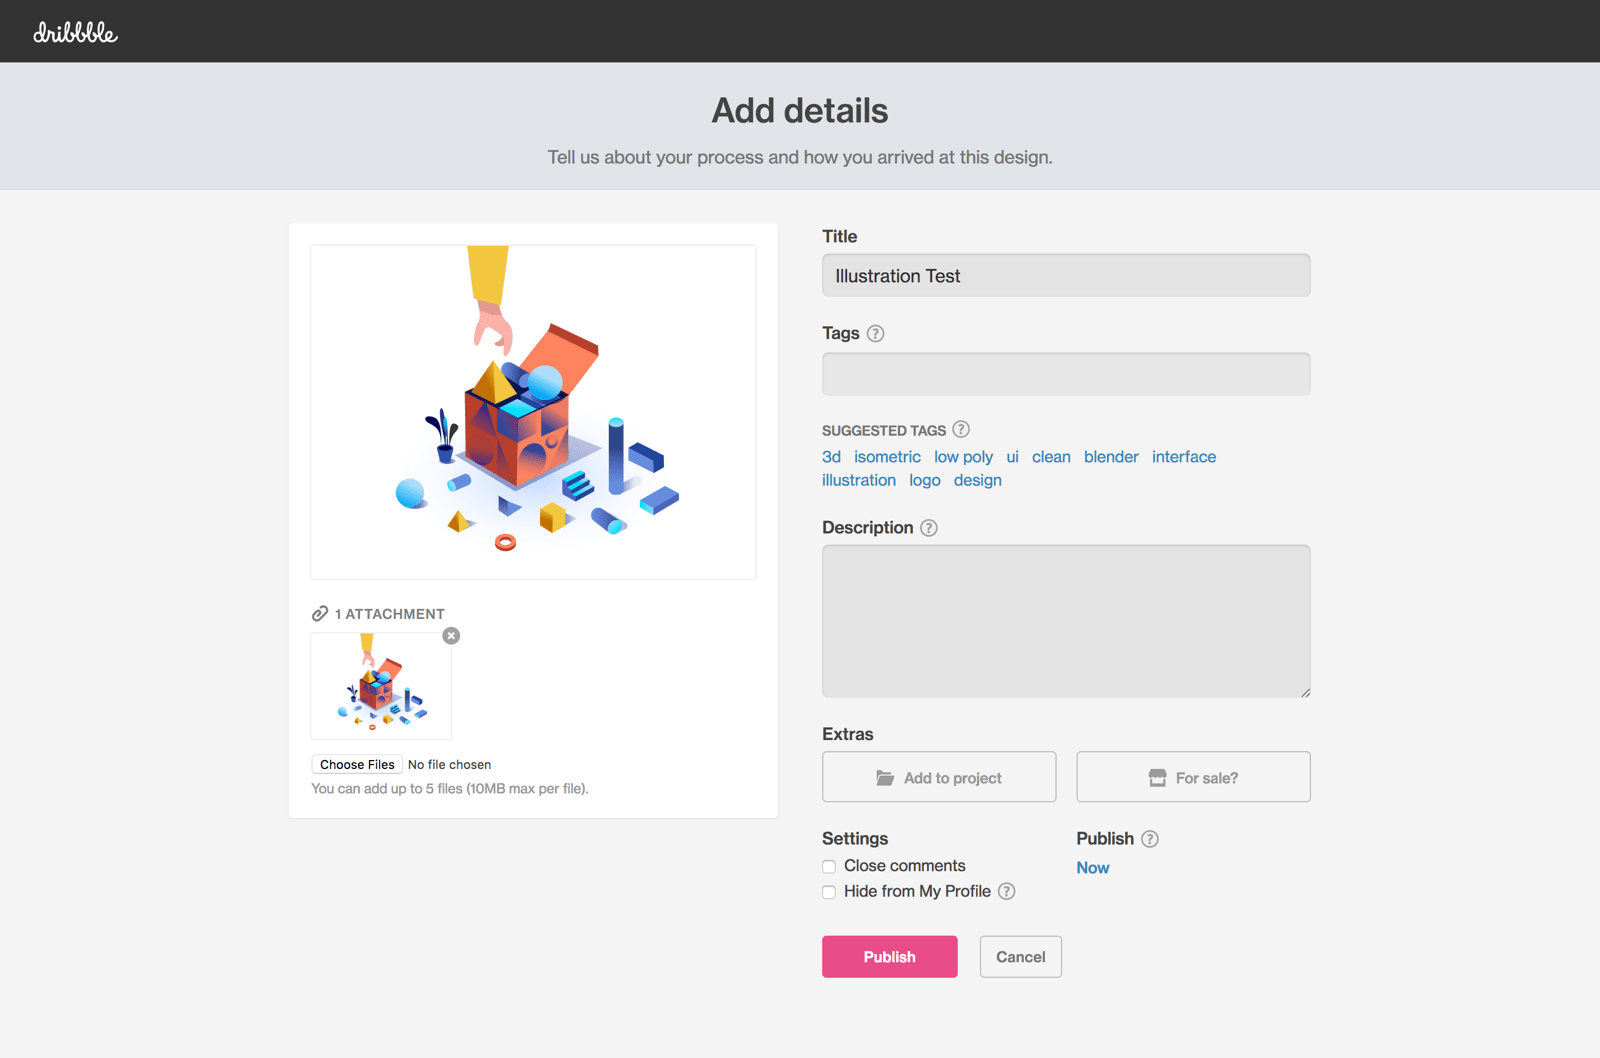 dribbble
Add details
Tell us about your process and how you arrived at this design.
1 ATTACHMENT
Choose Files No file chosen
You can add up to 5 files (10MB max per file).
Title
Illustration Test
Tags ?
SUGGESTED TAGS ?
3d isometric low poly ui clean blender interface
illustration logo design
Description ?
Extras
Add to project For sale?
Settings Publish ?
Close comments Now
Hide from My Profile ?
Publish Cancel